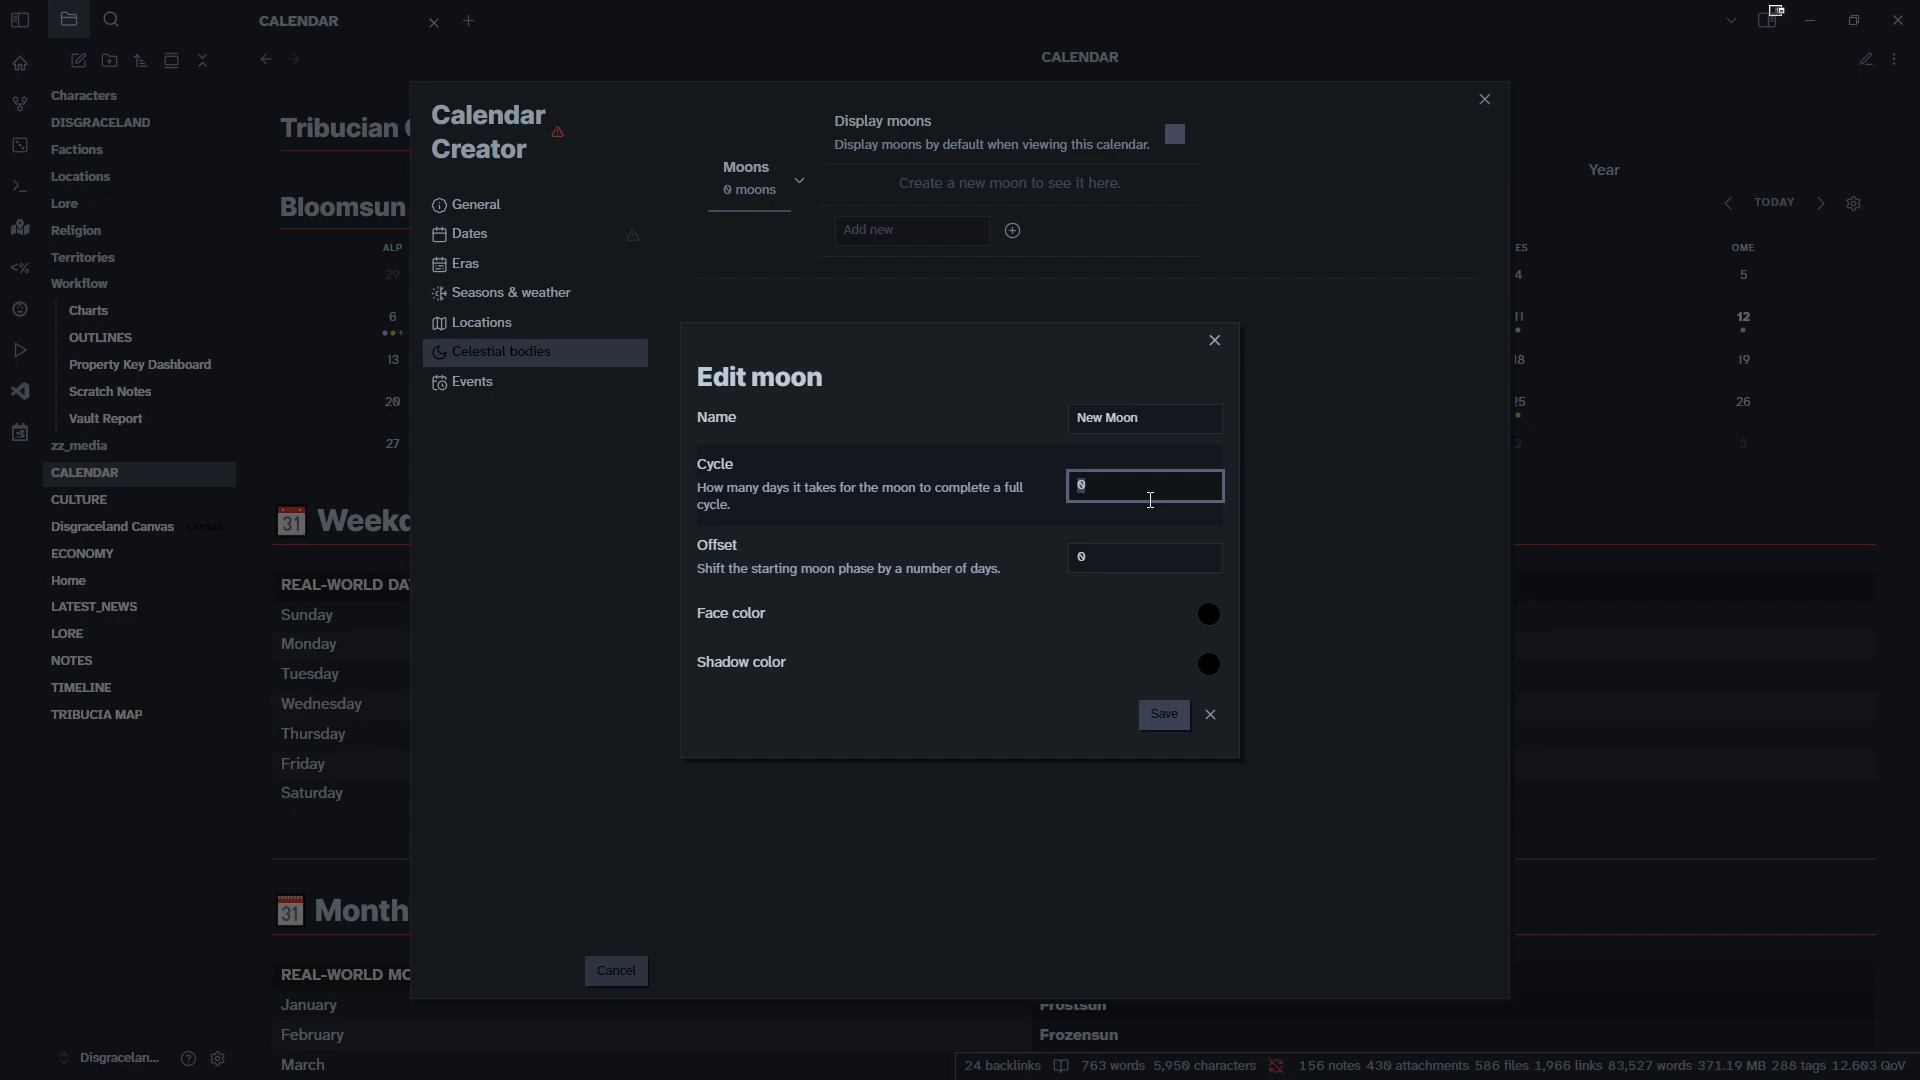 CALENDAR
CALENDAR
Characters
DISGRACELAND
Factions
Locations
Lore
Religion
Territories
Workflow
Charts
OUTLINES
Property Key Dashboard
Scratch Notes
Vault Report
zz_media
CALENDAR
CULTURE
Disgraceland Canvas CANVAS
ECONOMY
Home
LATEST_NEWS
LORE
NOTES
TIMELINE
TRIBUCIA MAP
Disgracelan...
Tribucian
Bloomsun
ALP
29
6
13
20
27
Weekd
REAL-WORLD DA
Sunday
Monday
Tuesday
Wednesday
Thursday
Friday
Saturday
Month
REAL-WORLD MO
January
February
March
Calendar
Creator
General
Dates
Eras
Seasons & weather
Locations
Celestial bodies
Events
Cancel
Moons
0 moons
Display moons
Display moons by default when viewing this calendar.
Create a new moon to see it here.
Add new
Edit moon
Name
New Moon
Cycle
How many days it takes for the moon to complete a full
cycle.
0
Offset
Shift the starting moon phase by a number of days.
0
Face color
Shadow color
Save
Year
TODAY
ES
OME
4
5
11
12
18
19
25
26
2
3
Frostsun
Frozensun
24 backlinks 763 words 5,950 characters 156 notes 430 attachments 586 files 1,966 links 83,527 words 371.19 MB 288 tags 12.603 QoV